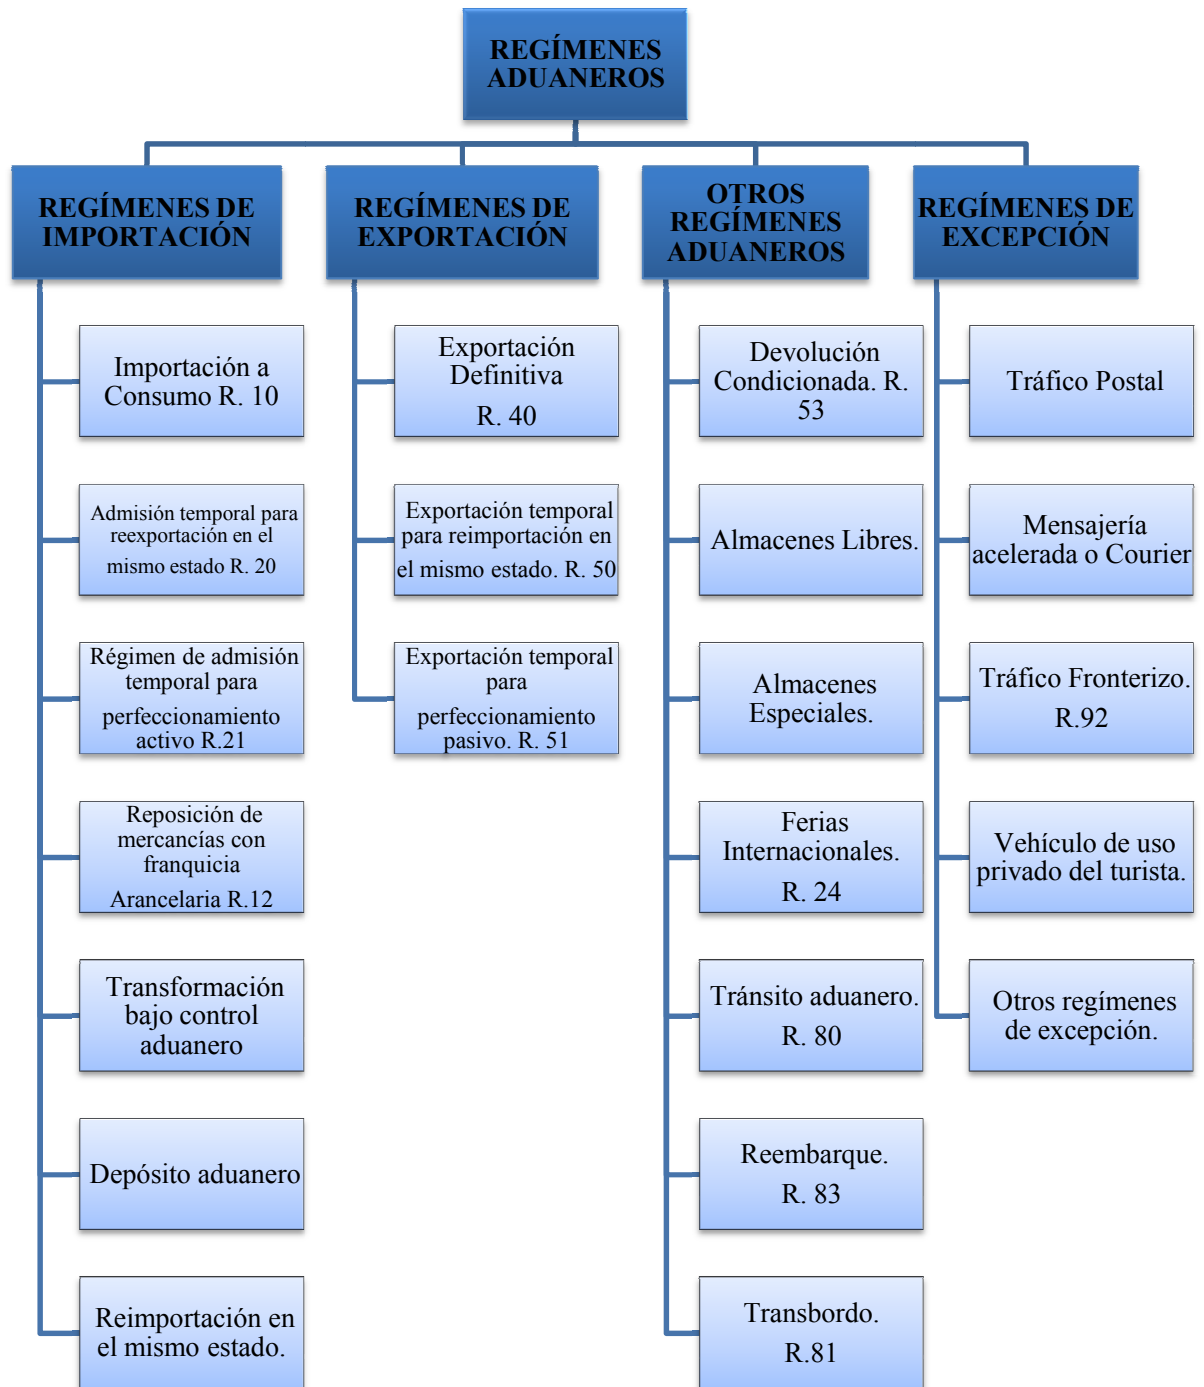 REGÍMENES
ADUANEROS
REGÍMENES DE
IMPORTACIÓN
Importación a
Consumo R. 10
Admisión temporal para
reexportación en el
mismo estado R. 20
Régimen de admisión
temporal para
perfeccionamiento
activo R.21
Reposición de
mercancías con
franquicia
Arancelaria R.12
Transformación
bajo control
aduanero
Depósito aduanero
Reimportación en
el mismo estado.
REGÍMENES DE
EXPORTACIÓN
Exportación
Definitiva
R. 40
Exportación temporal
para reimportación en
el mismo estado. R. 50
Exportación temporal
para
perfeccionamiento
pasivo. R. 51
OTROS
REGÍMENES
ADUANEROS
Devolución
Condicionada. R.
53
Almacenes Libres.
Almacenes
Especiales.
Ferias
Internacionales.
R. 24
Tránsito aduanero.
R. 80
Reembarque.
R. 83
Transbordo.
R.81
REGÍMENES DE
EXCEPCIÓN
Tráfico Postal
Mensajería
acelerada o Courier
Tráfico Fronterizo.
R.92
Vehículo de uso
privado del turista.
Otros regímenes
de excepción.